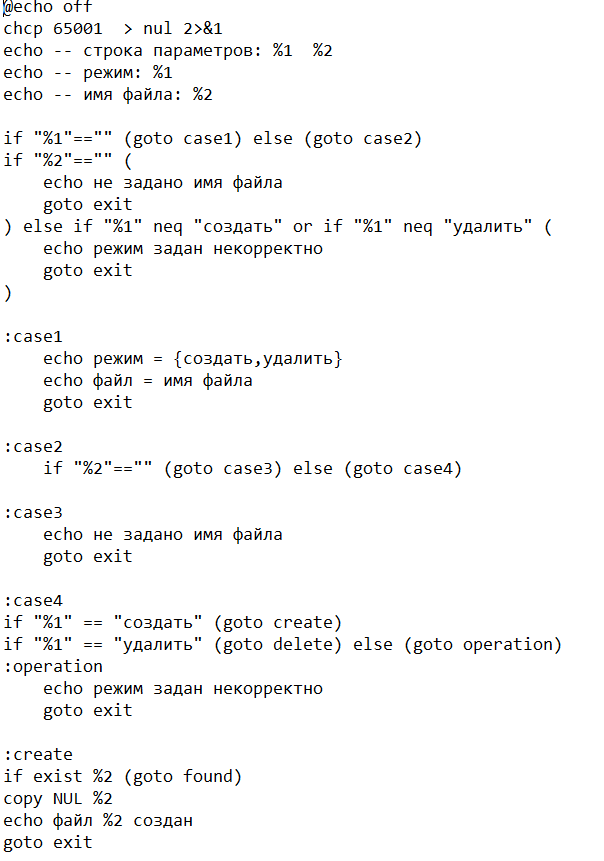 @echo off
chcp 65001  > nul 2>&1
echo -- строка параметров: %1  %2
echo -- режим: %1
echo -- имя файла: %2
if "%1"=="" (goto case1) else (goto case2)
if "%2"=="" (
    echo не задано имя файла
    goto exit
) else if "%1" neq "создать" or if "%1" neq "удалить" (
    echo режим задан некорректно
    goto exit
)
:case1
    echo режим = {создать,удалить}
    echo файл = имя файла
    goto exit
:case2
    if "%2"=="" (goto case3) else (goto case4)
:case3
    echo не задано имя файла
    goto exit
:case4
if "%1" == "создать" (goto create)
if "%1" == "удалить" (goto delete) else (goto operation)
:operation
    echo режим задан некорректно
    goto exit
:create
if exist %2 (goto found)
copy NUL %2
echo файл %2 создан
goto exit